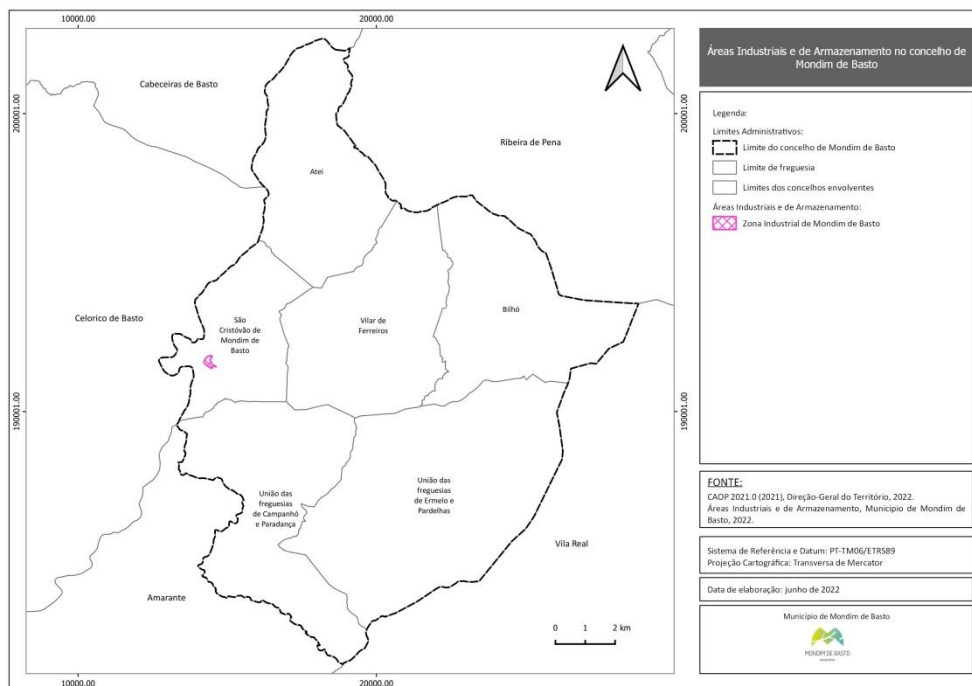 10000.00
20000.00
200001.00
200001.00
190001.00
190001.00
10000.00
20000.00
Cabeceiras de Basto
Ribeira de Pena
Atei
Celorico de Basto
São
Cristóvão de
Mondim de
Basto
Vilar de
Ferreiros
Bilhó
União das
freguesias
de Campanhó
e Paradança
União das
freguesias
de Ermelo e
Pardelhas
Vila Real
Amarante
0 1 2 km
Áreas Industriais e de Armazenamento no concelho de
Mondim de Basto
Legenda:
Limites Administrativos:
Limite do concelho de Mondim de Basto
Limite de freguesia
Limites dos concelhos envolventes
Áreas Industriais e de Armazenamento:
Zona Industrial de Mondim de Basto
FONTE:
CAOP 2021.0 (2021), Direção-Geral do Território, 2022.
Áreas Industriais e de Armazenamento, Município de Mondim de
Basto, 2022.
Sistema de Referência e Datum: PT-TM06/ETRS89
Projeção Cartográfica: Transversa de Mercator
Data de elaboração: junho de 2022
Município de Mondim de Basto
MONDIM DE BASTO